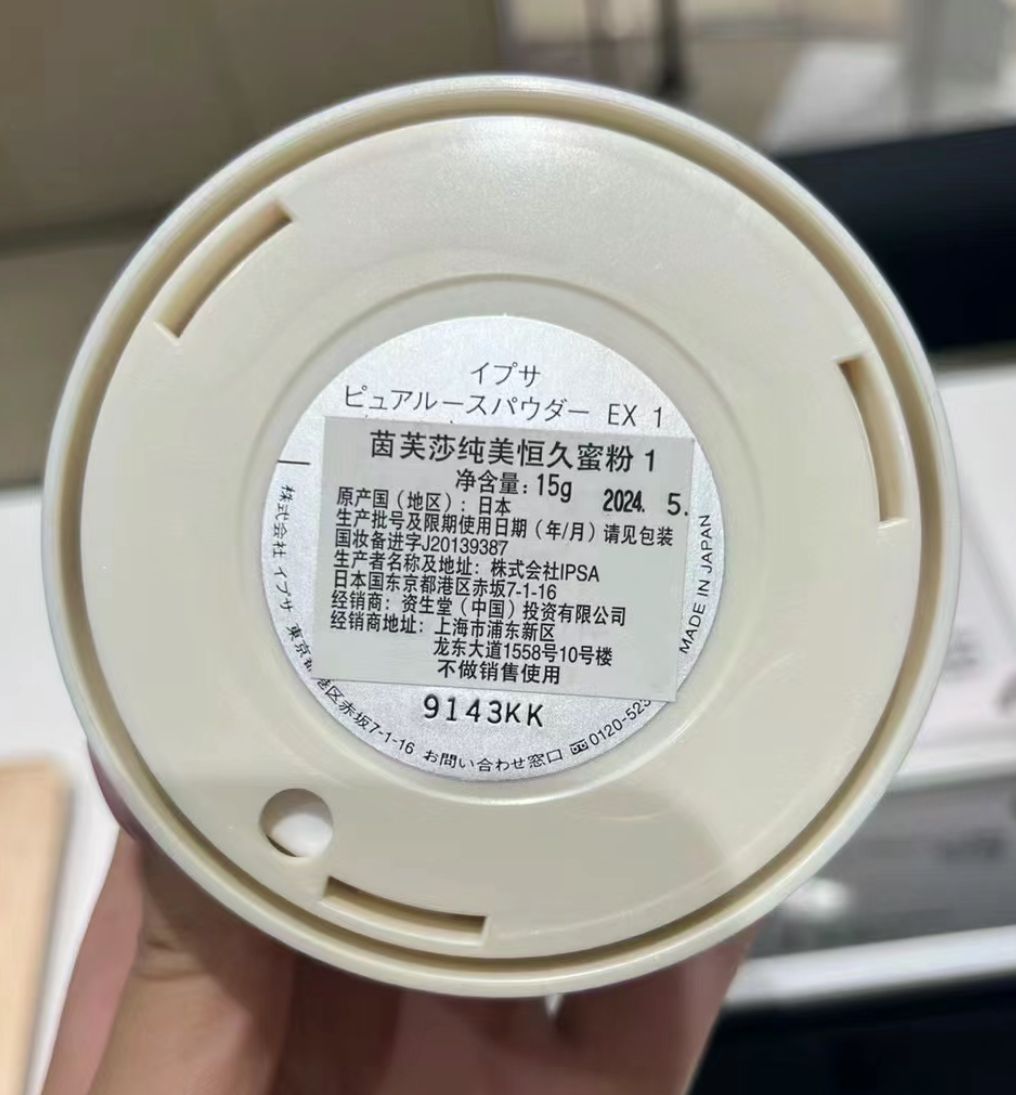 イプサ
ピュアルースパウダー EX 1
茵芙莎纯美恒久蜜粉 1
净含量：15g 2024. 5.
原产国（地区）：日本
生产批号及限期使用日期（年/月）请见包装
国妆备进字J20139387
生产者名称及地址：株式会社IPSA
日本国东京都港区赤坂7-1-16
经销商：资生堂（中国）投资有限公司
经销商地址：上海市浦东新区
龙东大道1558号10号楼
不做销售使用
9143KK
株式会社 イプサ 東京都港区赤坂7-1-16 お問い合わせ窓口 0120-523
MADE IN JAPAN